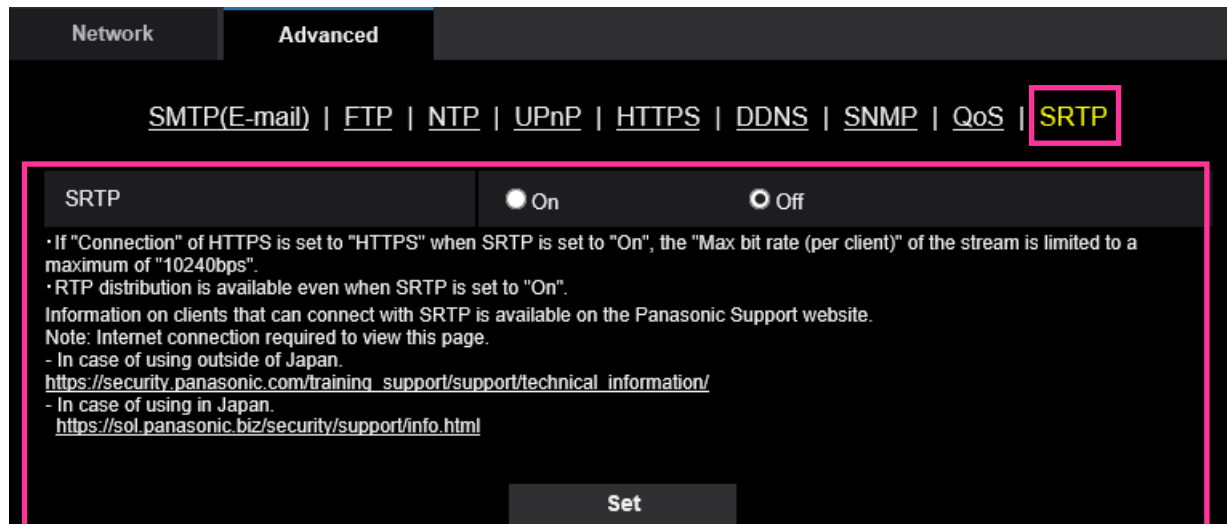 Network Advanced
SMTP(E-mail) | FTP | NTP | UPnP | HTTPS | DDNS | SNMP | QoS | SRTP
SRTP On Off
・If "Connection" of HTTPS is set to "HTTPS" when SRTP is set to "On", the "Max bit rate (per client)" of the stream is limited to a
maximum of "10240bps".
・RTP distribution is available even when SRTP is set to "On".
Information on clients that can connect with SRTP is available on the Panasonic Support website.
Note: Internet connection required to view this page.
- In case of using outside of Japan.
https://security.panasonic.com/training_support/support/technical_information/
- In case of using in Japan.
https://sol.panasonic.biz/security/support/info.html
Set